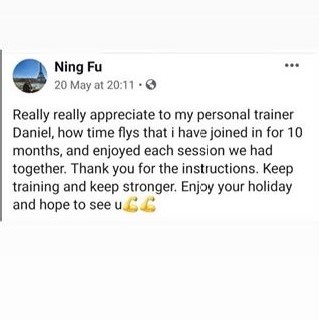 Ning Fu
20 May at 20:11 ·
Really really appreciate to my personal trainer
Daniel, how time flys that i have joined in for 10
months, and enjoyed each session we had
together. Thank you for the instructions. Keep
training and keep stronger. Enjoy your holiday
and hope to see u💪💪